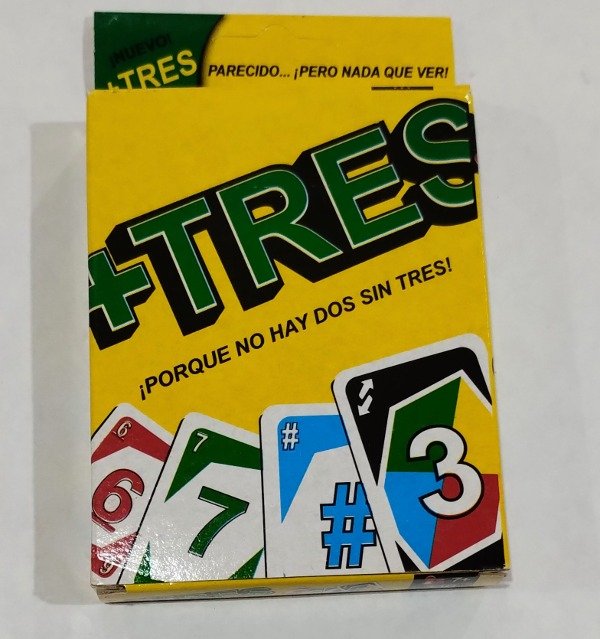 ¡NUEVO!
+TRES
PARECIDO... ¡PERO NADA QUE VER!
+TRES
¡PORQUE NO HAY DOS SIN TRES!
6
6
9
7
7
#
#
3